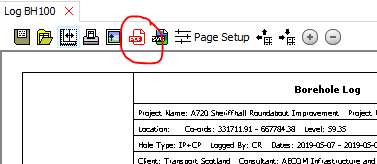 Log BH100
PDF
Page Setup
Borehole Log
Project Name: A720 Sheriffhall Roundabout Improvement Project
Location: Co-ords: 331711.91 - 667784.38 Level: 59.35
Hole Type: IP+CP Logged By: CR Dates: 2019-05-07 - 2019-05-0
Client: Transport Scotland Consultant: AECOM Infrastructure and